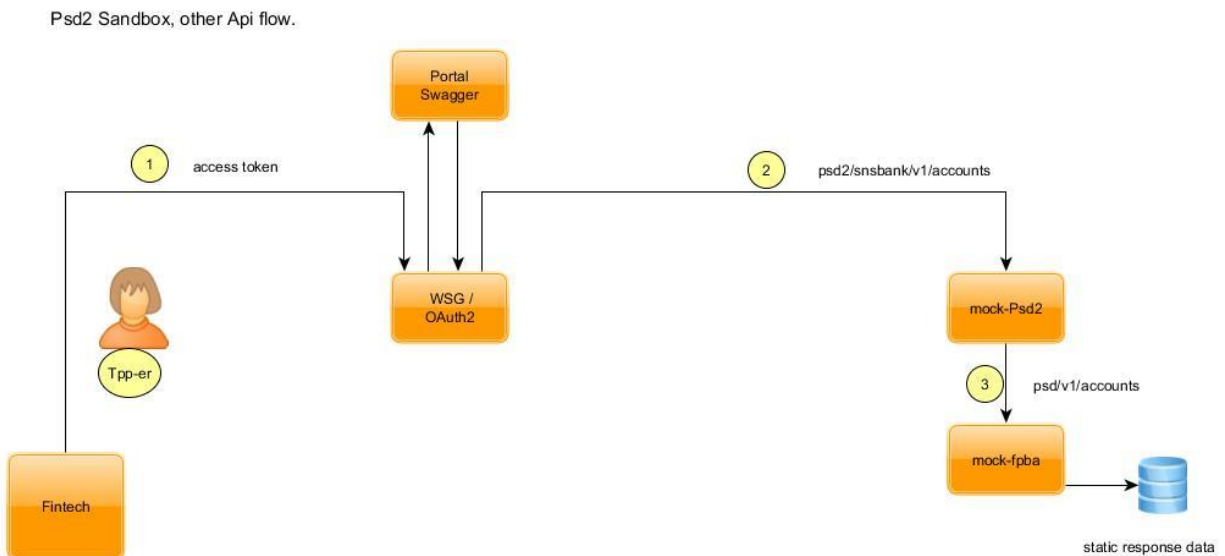 Psd2 Sandbox, other Api flow.
Portal
Swagger
1
access token
2
psd2/snsbank/v1/accounts
WSG /
OAuth2
mock-Psd2
Tpp-er
3
psd/v1/accounts
mock-fpba
Fintech
static response data